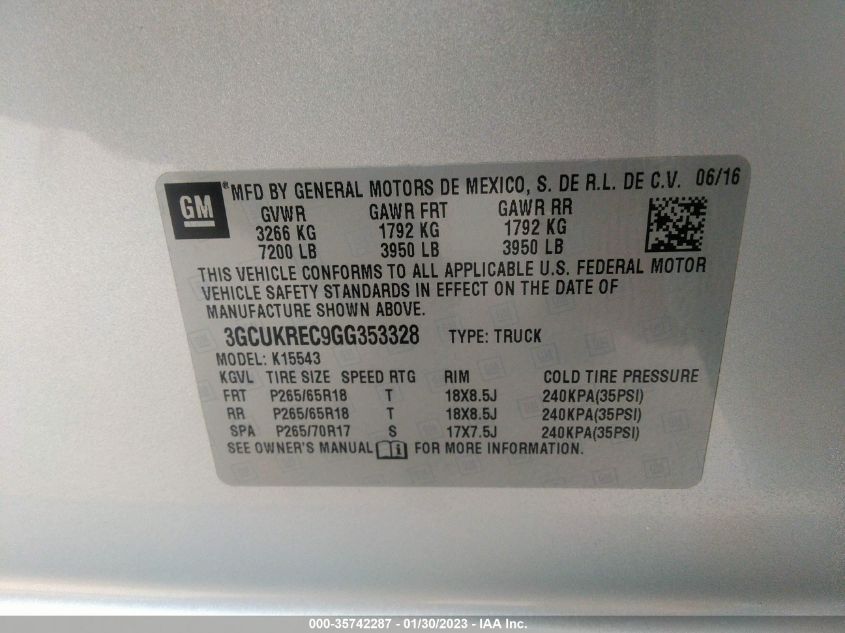 GM ® MFD BY GENERAL MOTORS DE MEXICO, S. DE R.L. DE C.V. 06/16
GVWR GAWR FRT GAWR RR
3266 KG 1792 KG 1792 KG
7200 LB 3950 LB 3950 LB
THIS VEHICLE CONFORMS TO ALL APPLICABLE U.S. FEDERAL MOTOR
VEHICLE SAFETY STANDARDS IN EFFECT ON THE DATE OF
MANUFACTURE SHOWN ABOVE.
3GCUKREC9GG353328 TYPE: TRUCK
MODEL: K15543
KGVL TIRE SIZE SPEED RTG RIM COLD TIRE PRESSURE
FRT P265/65R18 T 18X8.5J 240KPA(35PSI)
RR P265/65R18 T 18X8.5J 240KPA(35PSI)
SPA P265/70R17 S 17X7.5J 240KPA(35PSI)
SEE OWNER'S MANUAL FOR MORE INFORMATION.
000-35742287 - 01/30/2023 - IAA Inc.